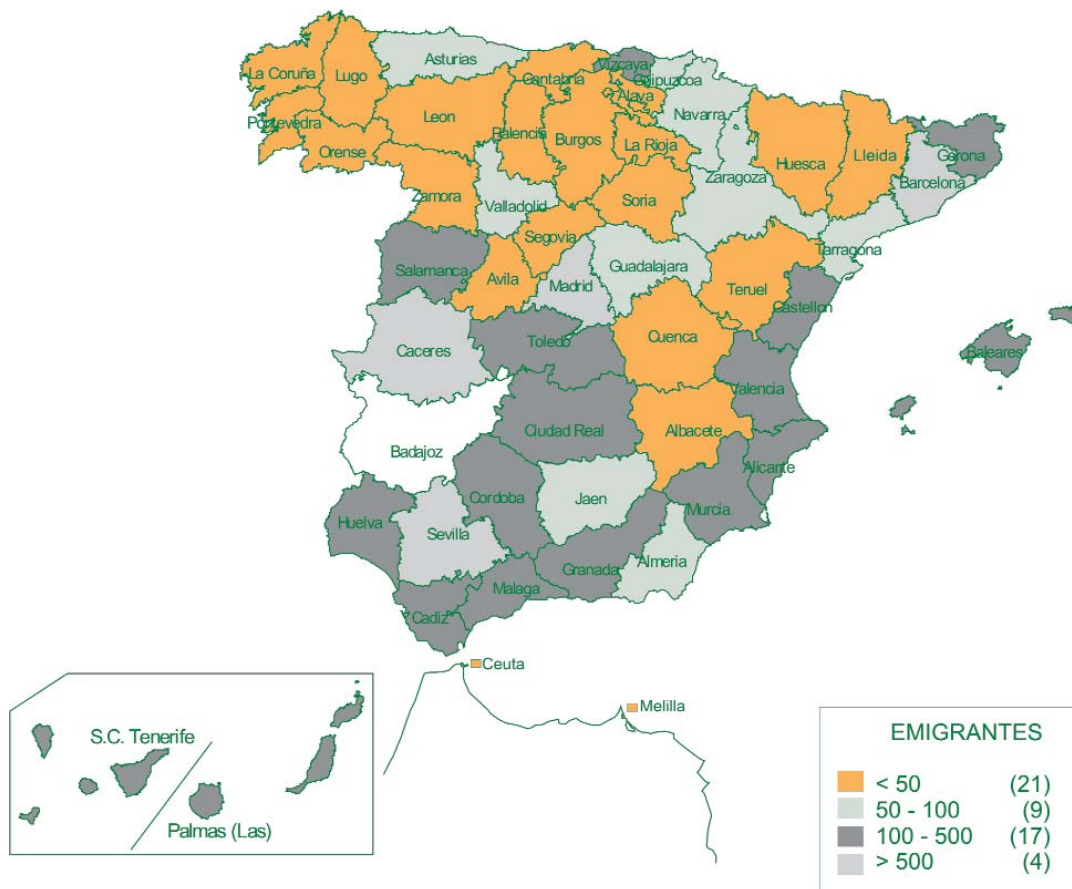 Asturias
Vizcaya
Guipuzcoa
La Coruña
Lugo
Cantabria
Alava
Navarra
Leon
Pontevedra
Palencia
Burgos
La Rioja
Huesca
Lleida
Gerona
Orense
Zaragoza
Barcelona
Zamora
Valladolid
Soria
Segovia
Tarragona
Salamanca
Avila
Madrid
Guadalajara
Teruel
Castellon
Caceres
Toledo
Cuenca
Baleares
Valencia
Badajoz
Ciudad Real
Albacete
Alicante
Huelva
Cordoba
Jaen
Murcia
Sevilla
Granada
Almeria
Malaga
Cadiz
Ceuta
Melilla
S.C. Tenerife
Palmas (Las)
EMIGRANTES
< 50 (21)
50 - 100 (9)
100 - 500 (17)
> 500 (4)